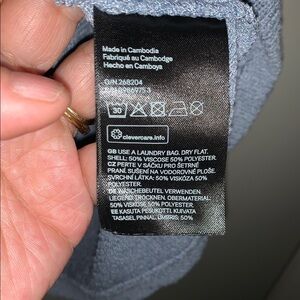 Made in Cambodia
Fabriqué au Cambodge
Hecho en Camboya
G/N.268204
30
clevercare.info
GB USE A LAUNDRY BAG. DRY FLAT.
SHELL: 50% VISCOSE 50% POLYESTER.
CZ PERTE V SÁČKU PRO ŠETRNÉ
PRANÍ. SUŠENÍ NA VODOROVNÉ PLOŠE.
SVRCHNÍ LÁTKA: 50% VISKÓZA 50%
POLYESTER.
DE WÄSCHEBEUTEL VERWENDEN.
LIEGEND TROCKNEN. OBERMATERIAL:
50% VISKOSE 50% POLYESTER.
EE KASUTA PESUKOTTI. KUIVATA
TASASEL PINNAL. ÜMBRIS: 50%